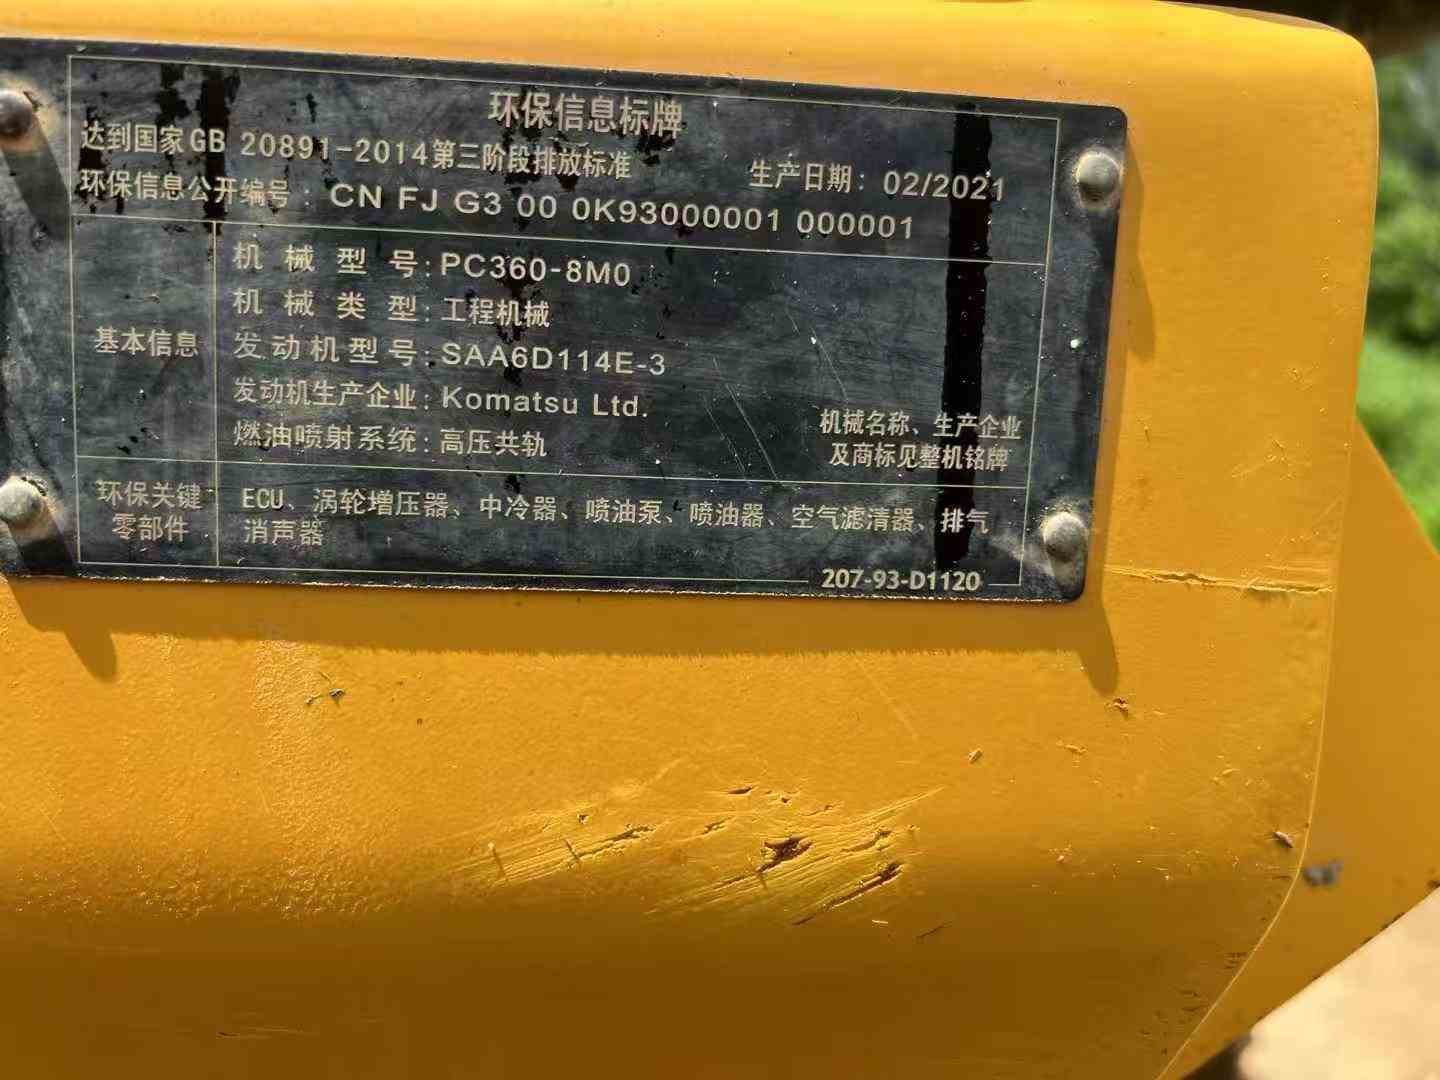 环保信息标牌
达到国家GB 20891-2014第三阶段排放标准 生产日期：02/2021
环保信息公开编号：CN FJ G3 00 0K93000001 000001
基本信息
机械型号：PC360-8M0
机械类型：工程机械
发动机型号：SAA6D114E-3
发动机生产企业：Komatsu Ltd.
燃油喷射系统：高压共轨
机械名称、生产企业
及商标见整机铭牌
环保关键
零部件
ECU、涡轮增压器、中冷器、喷油泵、喷油器、空气滤清器、排气
消声器
207-93-D1120